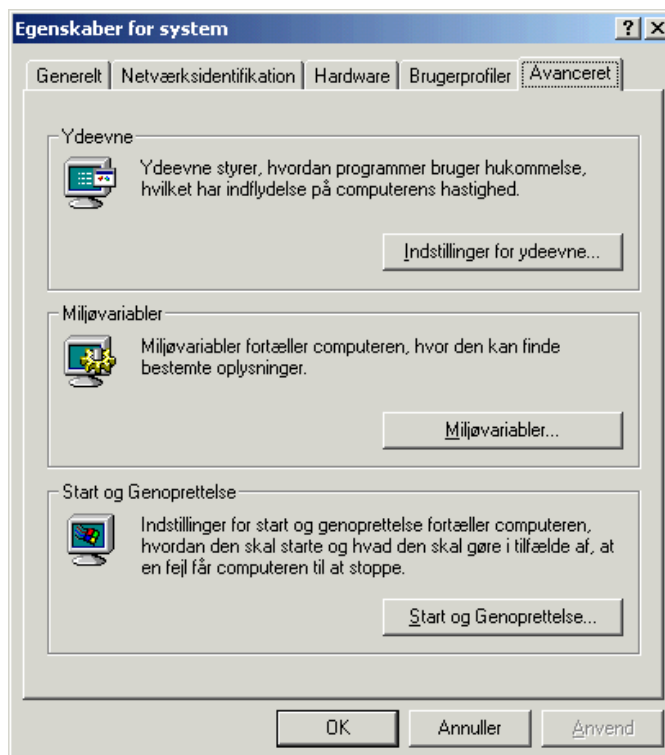 Egenskaber for system
Generelt
Netværksidentifikation
Hardware
Brugerprofiler
Avanceret
Ydeevne
Ydeevne styrer, hvordan programmer bruger hukommelse,
hvilket har indflydelse på computerens hastighed.
Indstillinger for ydeevne...
Miljøvariabler
Miljøvariabler fortæller computeren, hvor den kan finde
bestemte oplysninger.
Miljøvariabler...
Start og Genoprettelse
Indstillinger for start og genoprettelse fortæller computeren,
hvordan den skal starte og hvad den skal gøre i tilfælde af, at
en fejl får computeren til at stoppe.
Start og Genoprettelse...
OK
Annuller
Anvend